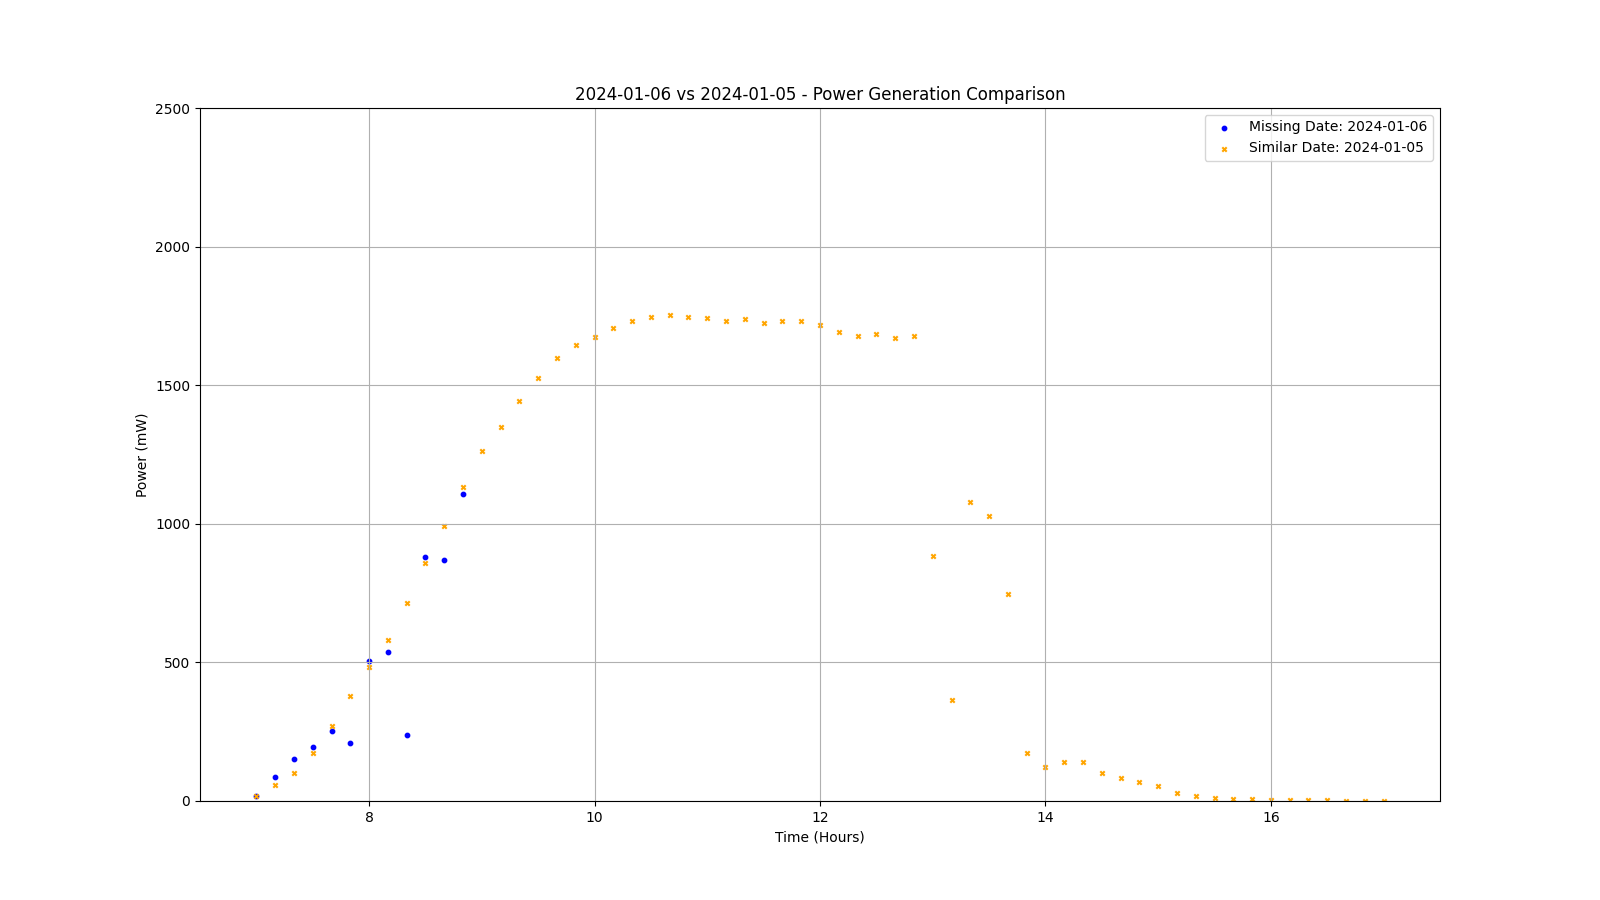 2024-01-06 vs 2024-01-05 - Power Generation Comparison
Missing Date: 2024-01-06
Similar Date: 2024-01-05
Power (mW)
2500
2000
1500
1000
500
0
8 10 12 14 16
Time (Hours)